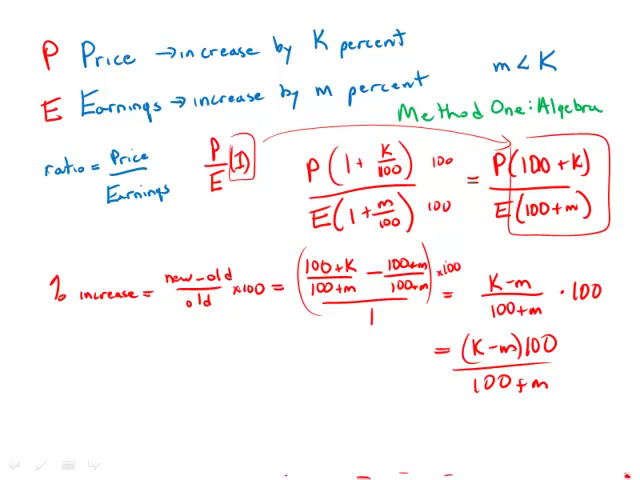 P Price → increase by K percent
m < K
E Earnings → increase by m percent
Method One: Algebra
ratio = Price/Earnings P/E (1) P(1 + K/100) 100 / E(1 + m/100) 100 = P(100 + K) / E(100 + m)
% increase = new - old / old × 100 = ((100 + K)/(100 + m) - (100 + m)/(100 + m)) / 1 × 100 = K - m / 100 + m · 100
= (K - m)100 / 100 + m